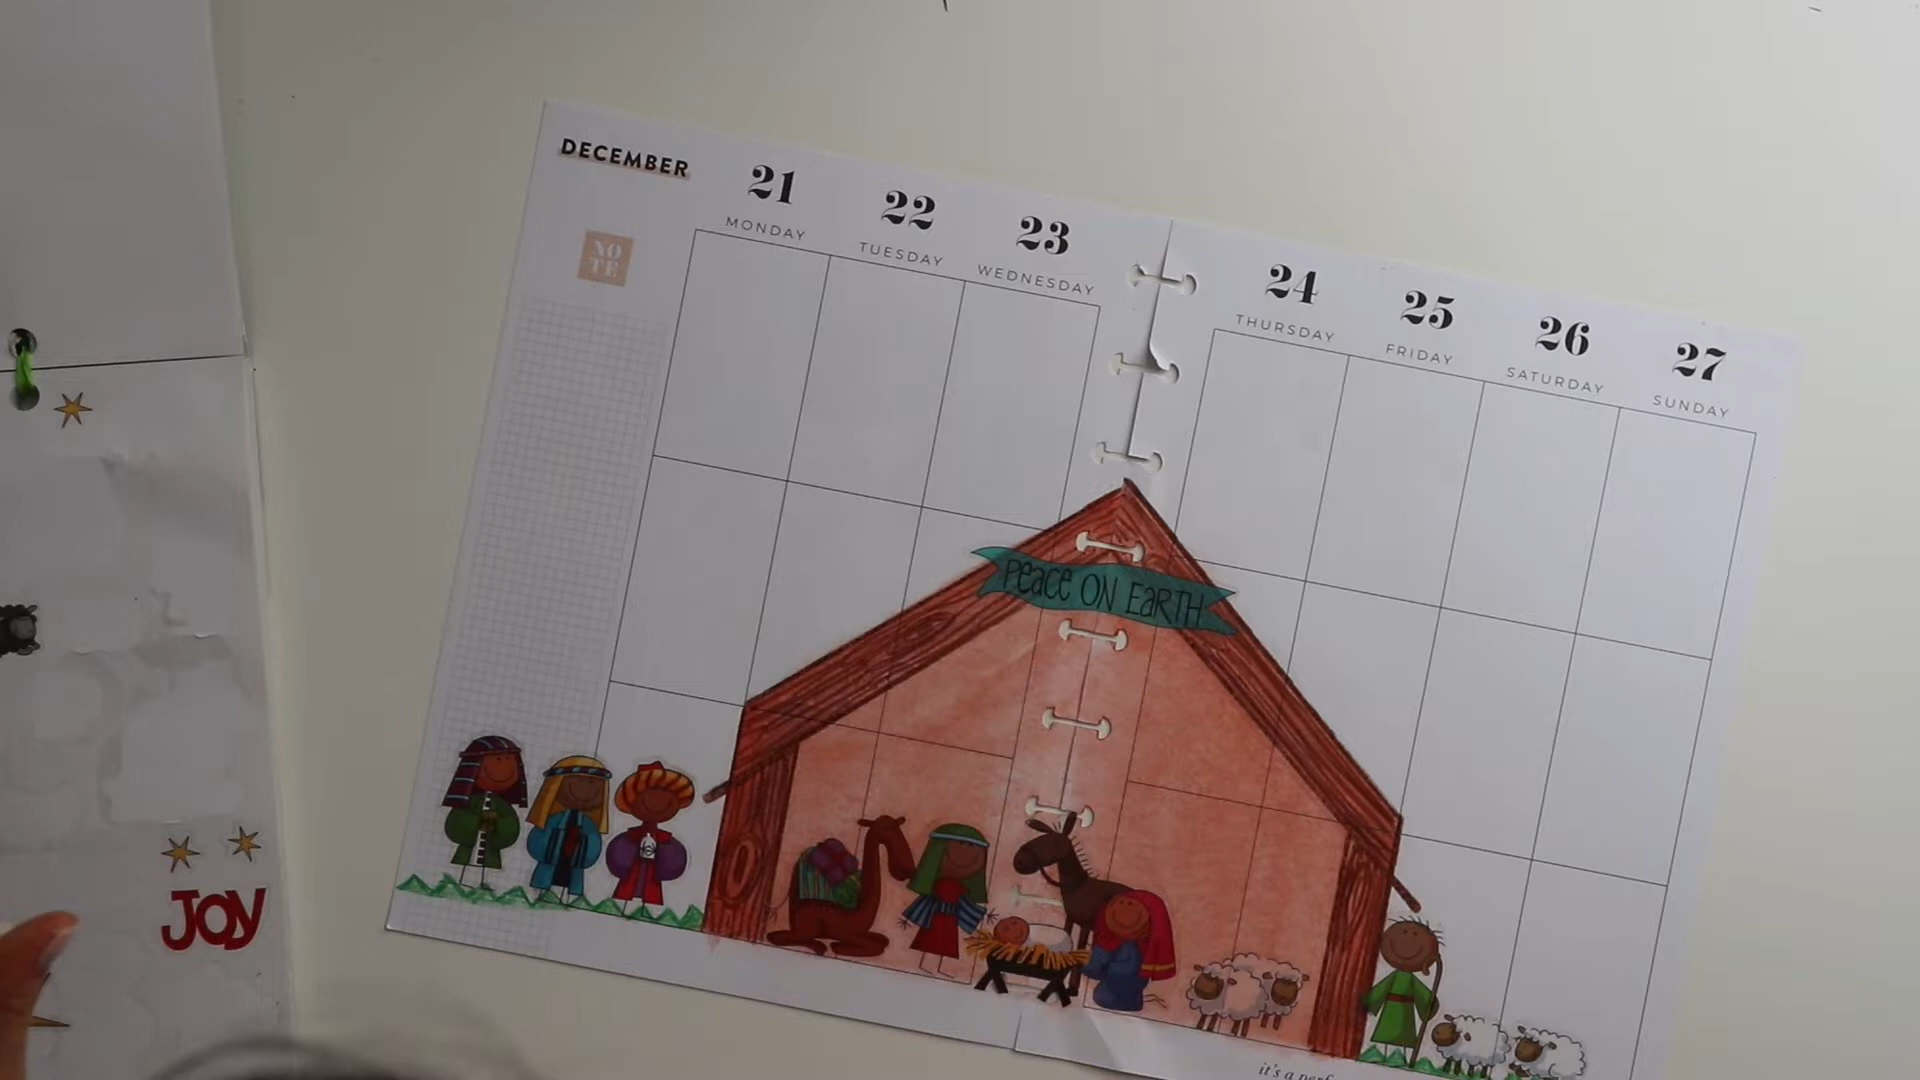 DECEMBER
21
MONDAY
22
TUESDAY
23
WEDNESDAY
24
THURSDAY
25
FRIDAY
26
SATURDAY
27
SUNDAY
NO
TE
Peace ON EaRTH
JOY
it's a